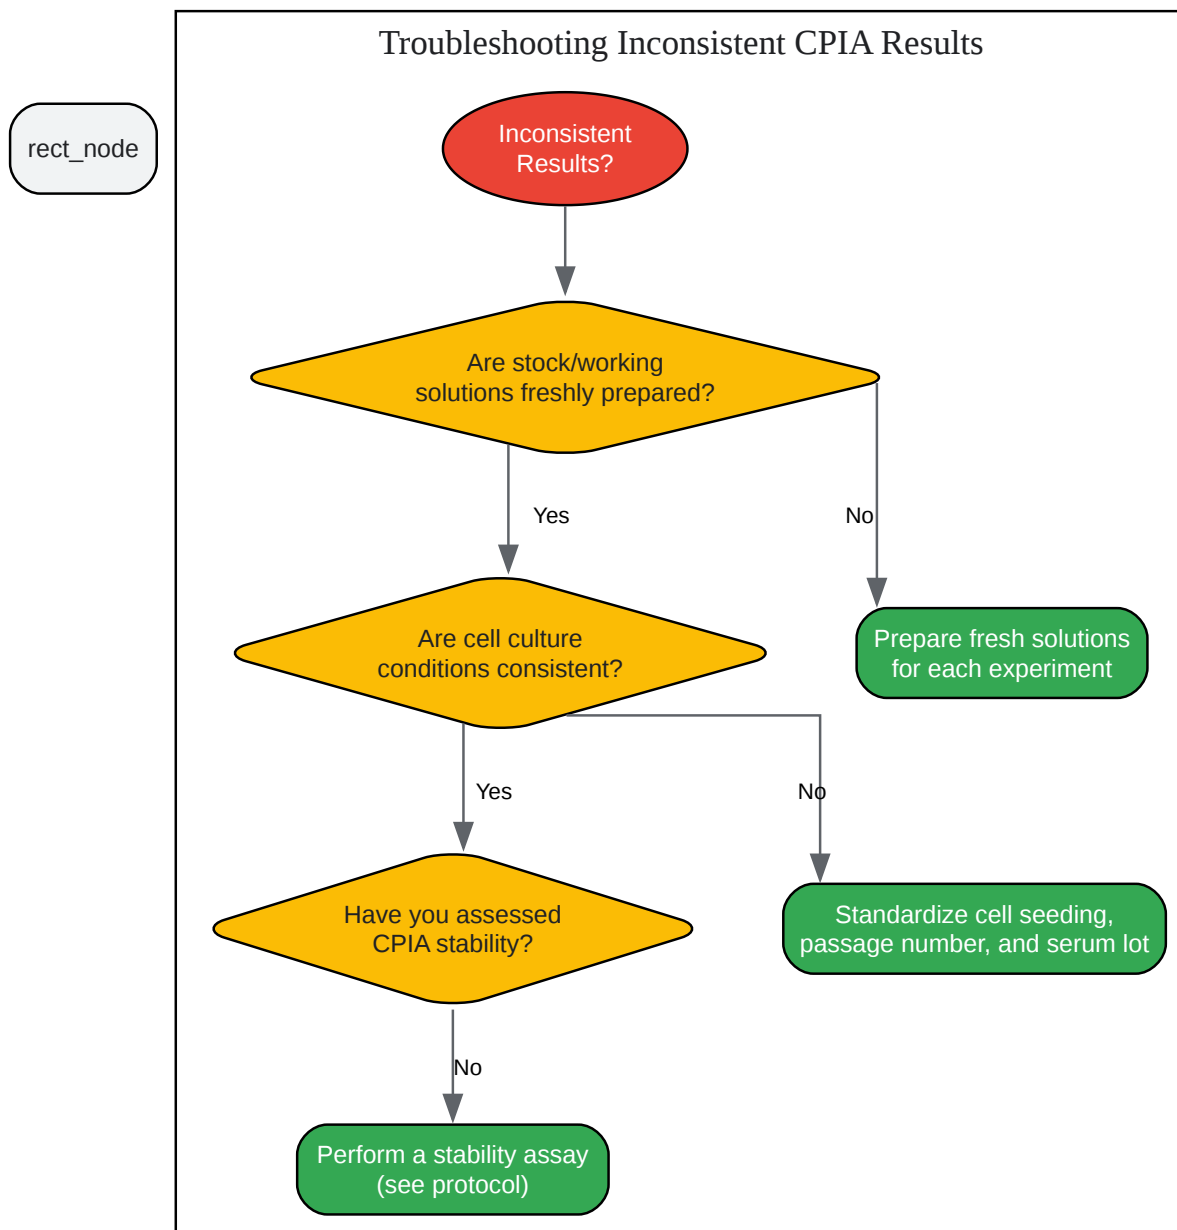 Troubleshooting Inconsistent CPIA Results
rect_node
Inconsistent
Results?
Are stock/working
solutions freshly prepared?
Yes
No
Are cell culture
conditions consistent?
Prepare fresh solutions
for each experiment
Yes
No
Have you assessed
CPIA stability?
Standardize cell seeding,
passage number, and serum lot
No
Perform a stability assay
(see protocol)